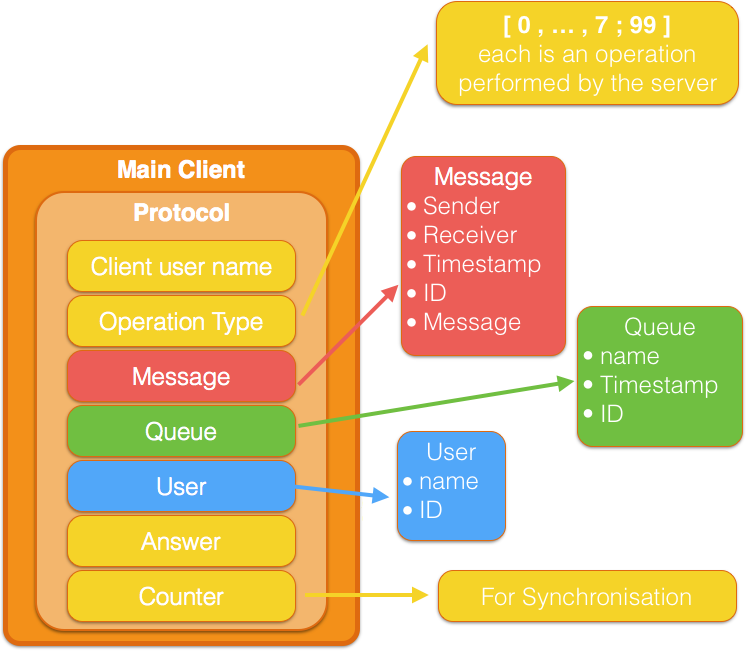 [ 0 , ... , 7 ; 99 ]
each is an operation
performed by the server
Main Client
Protocol
Client user name
Operation Type
Message
Queue
User
Answer
Counter
Message
• Sender
• Receiver
• Timestamp
• ID
• Message
Queue
• name
• Timestamp
• ID
User
• name
• ID
For Synchronisation